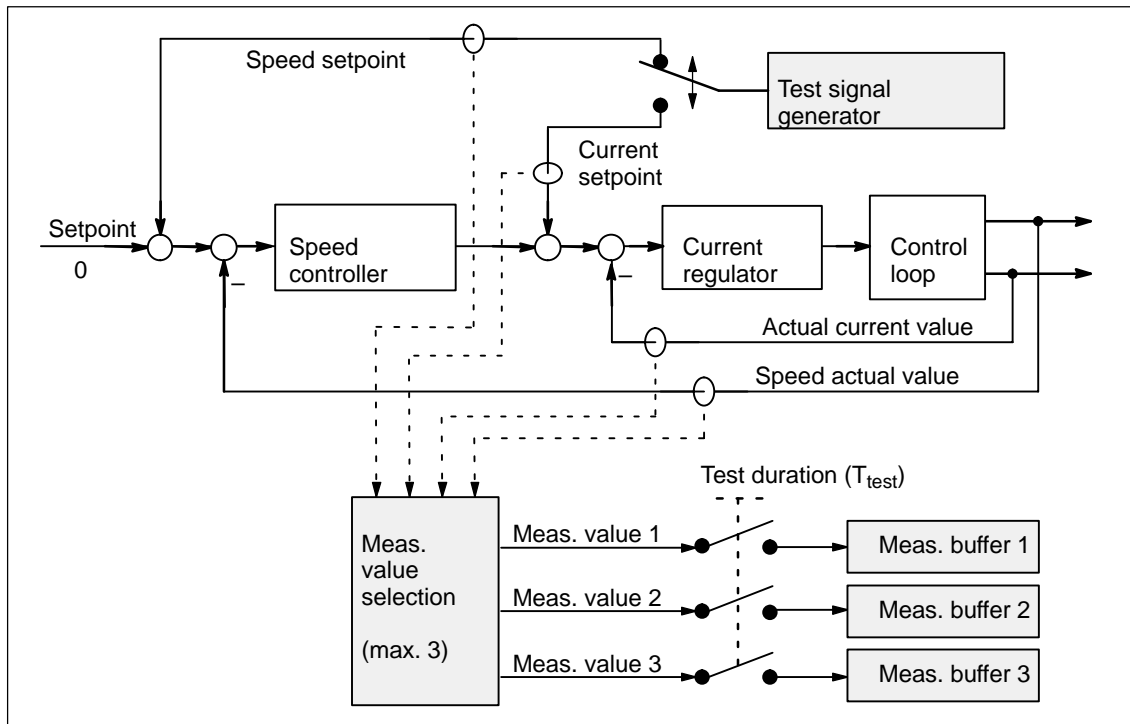 Speed setpoint
Test signal
generator
Current
setpoint
Setpoint
0
Speed
controller
Current
regulator
Control
loop
–
–
Actual current value
Speed actual value
Test duration (Ttest)
Meas.
value
selection
(max. 3)
Meas. value 1
Meas. buffer 1
Meas. value 2
Meas. buffer 2
Meas. value 3
Meas. buffer 3